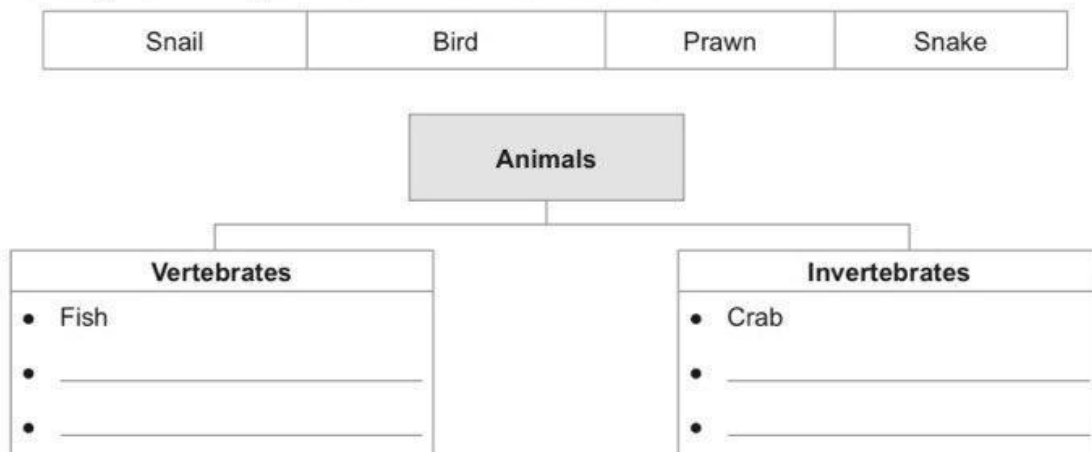 Snail Bird Prawn Snake
Animals
Vertebrates
• Fish
•
•
Invertebrates
• Crab
•
•